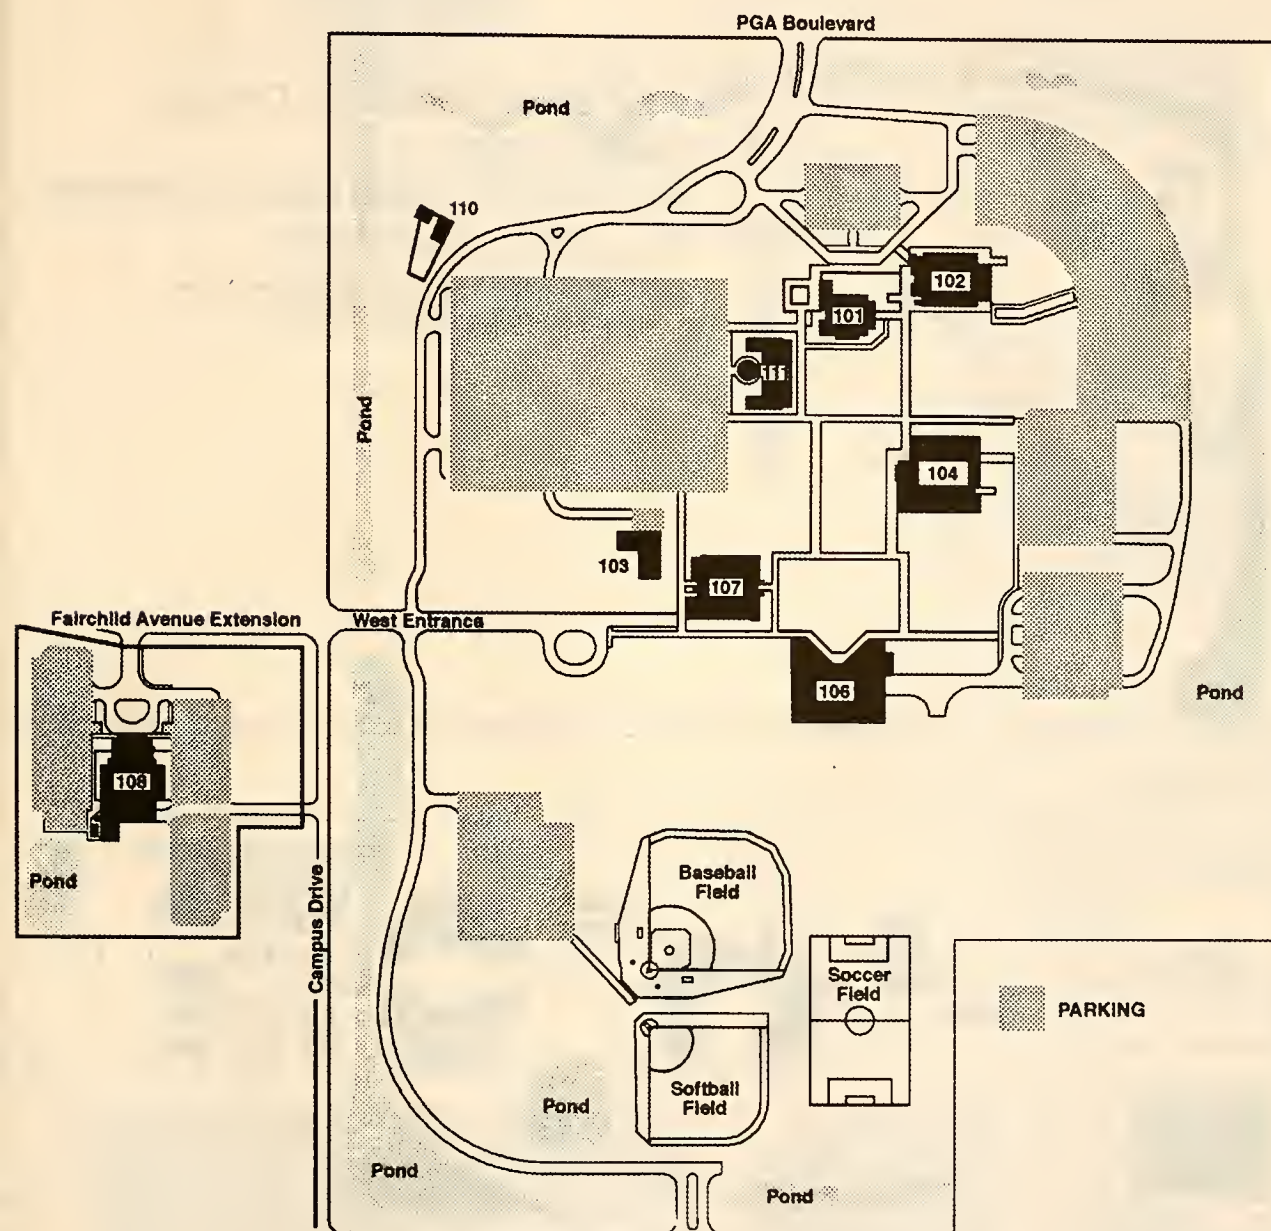 PGA Boulevard
Pond
110
102
101
111
Pond
104
103
107
Fairchild Avenue Extension
West Entrance
106
Pond
108
Baseball
Field
Pond
Campus Drive
Soccer
Field
PARKING
Softball
Field
Pond
Pond
Pond